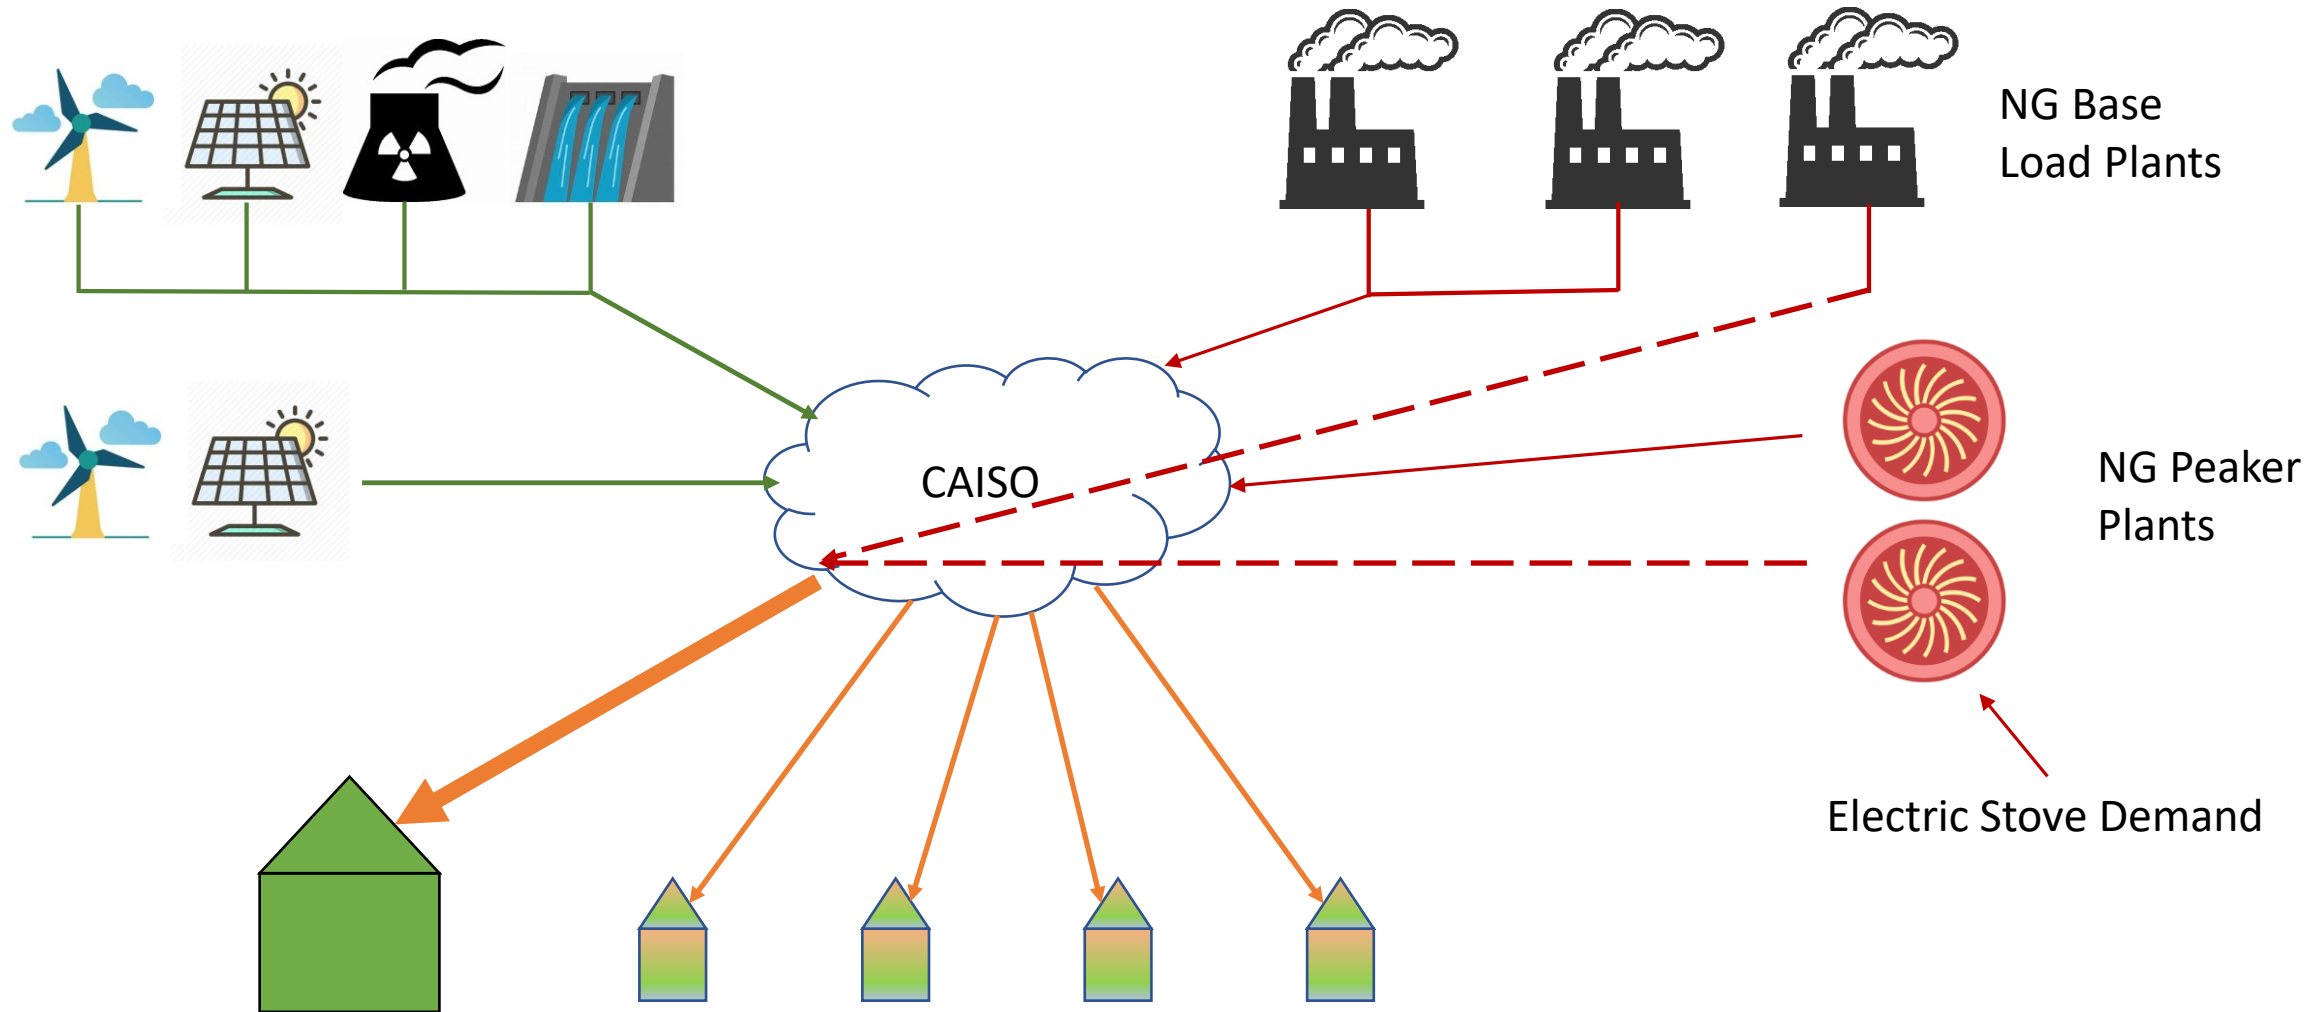 NG Base
Load Plants
CAISO
NG Peaker
Plants
Electric Stove Demand